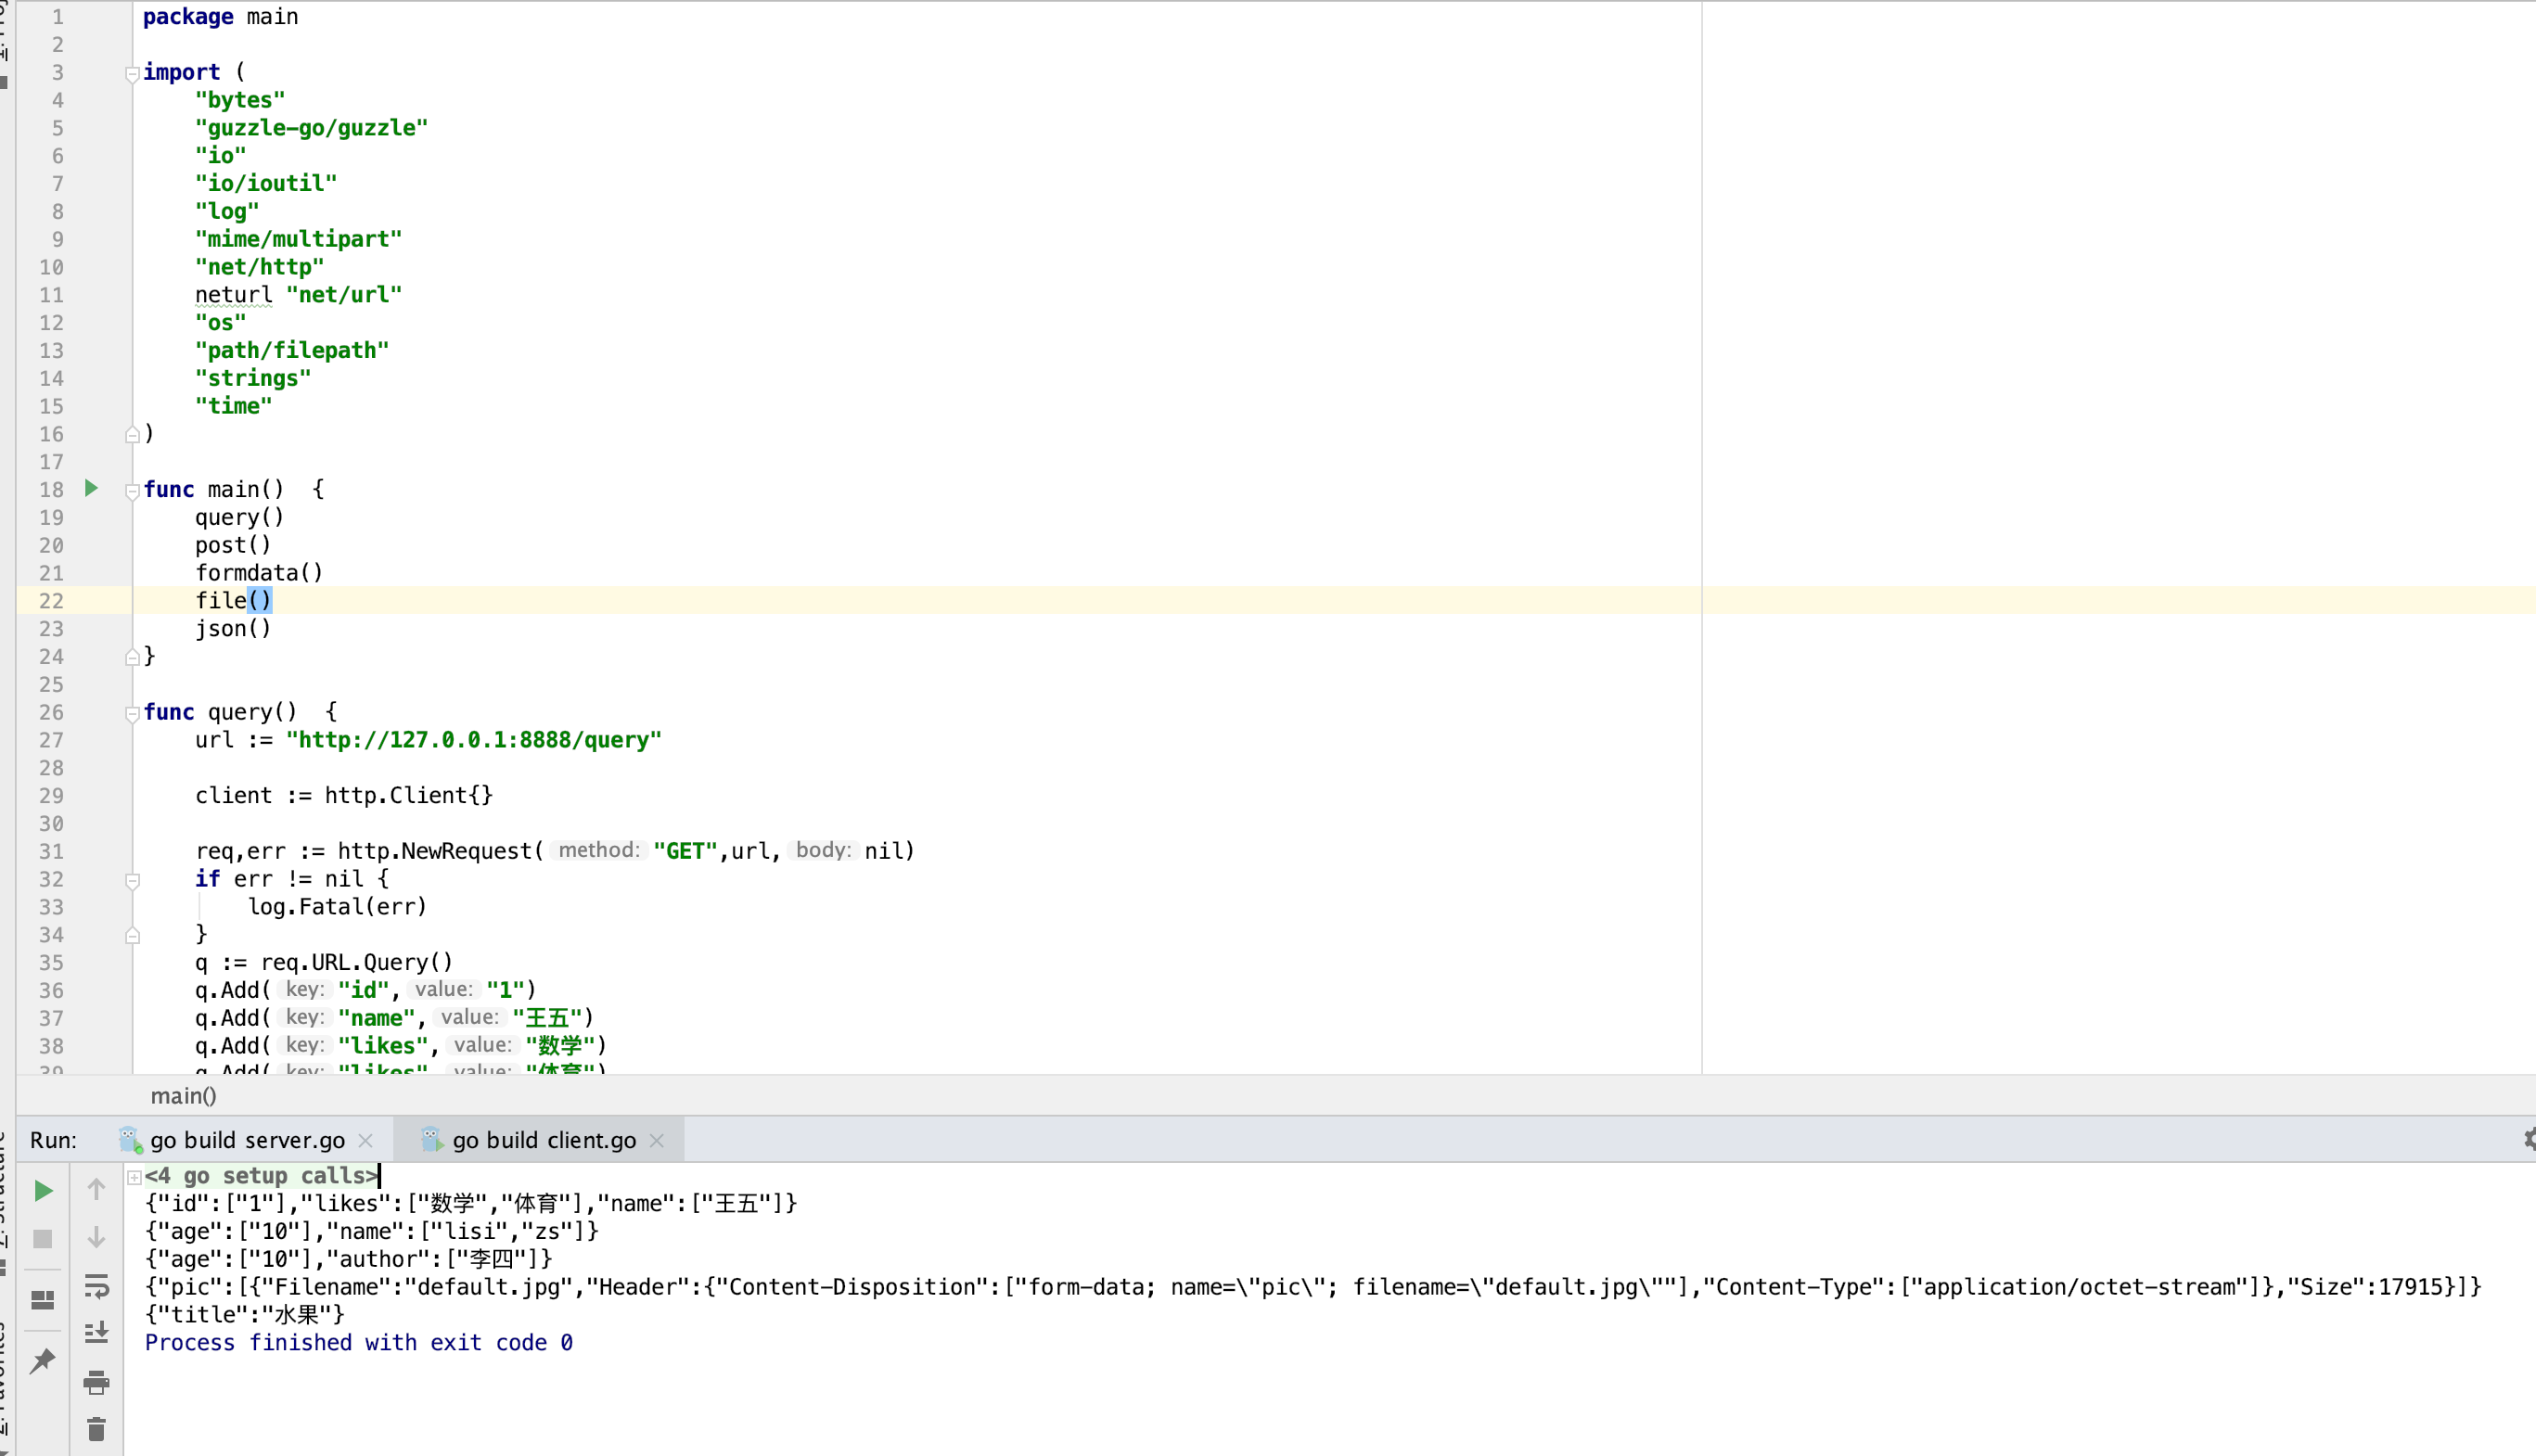 1 package main
2
3 import (
4 "bytes"
5 "guzzle-go/guzzle"
6 "io"
7 "io/ioutil"
8 "log"
9 "mime/multipart"
10 "net/http"
11 neturl "net/url"
12 "os"
13 "path/filepath"
14 "strings"
15 "time"
16 )
17
18 func main()  {
19 query()
20 post()
21 formdata()
22 file()
23 json()
24 }
25
26 func query()  {
27 url := "http://127.0.0.1:8888/query"
28
29 client := http.Client{}
30
31 req,err := http.NewRequest( method: "GET",url, body: nil)
32 if err != nil {
33 log.Fatal(err)
34 }
35 q := req.URL.Query()
36 q.Add( key: "id", value: "1")
37 q.Add( key: "name", value: "王五")
38 q.Add( key: "likes", value: "数学")
39 q.Add( key: "likes", value: "体育")
main()
Run: go build server.go go build client.go
<4 go setup calls>
{"id":["1"],"likes":["数学","体育"],"name":["王五"]}
{"age":["10"],"name":["lisi","zs"]}
{"age":["10"],"author":["李四"]}
{"pic":[{"Filename":"default.jpg","Header":{"Content-Disposition":["form-data; name=\"pic\"; filename=\"default.jpg\""],"Content-Type":["application/octet-stream"]},"Size":17915}]}
{"title":"水果"}
Process finished with exit code 0